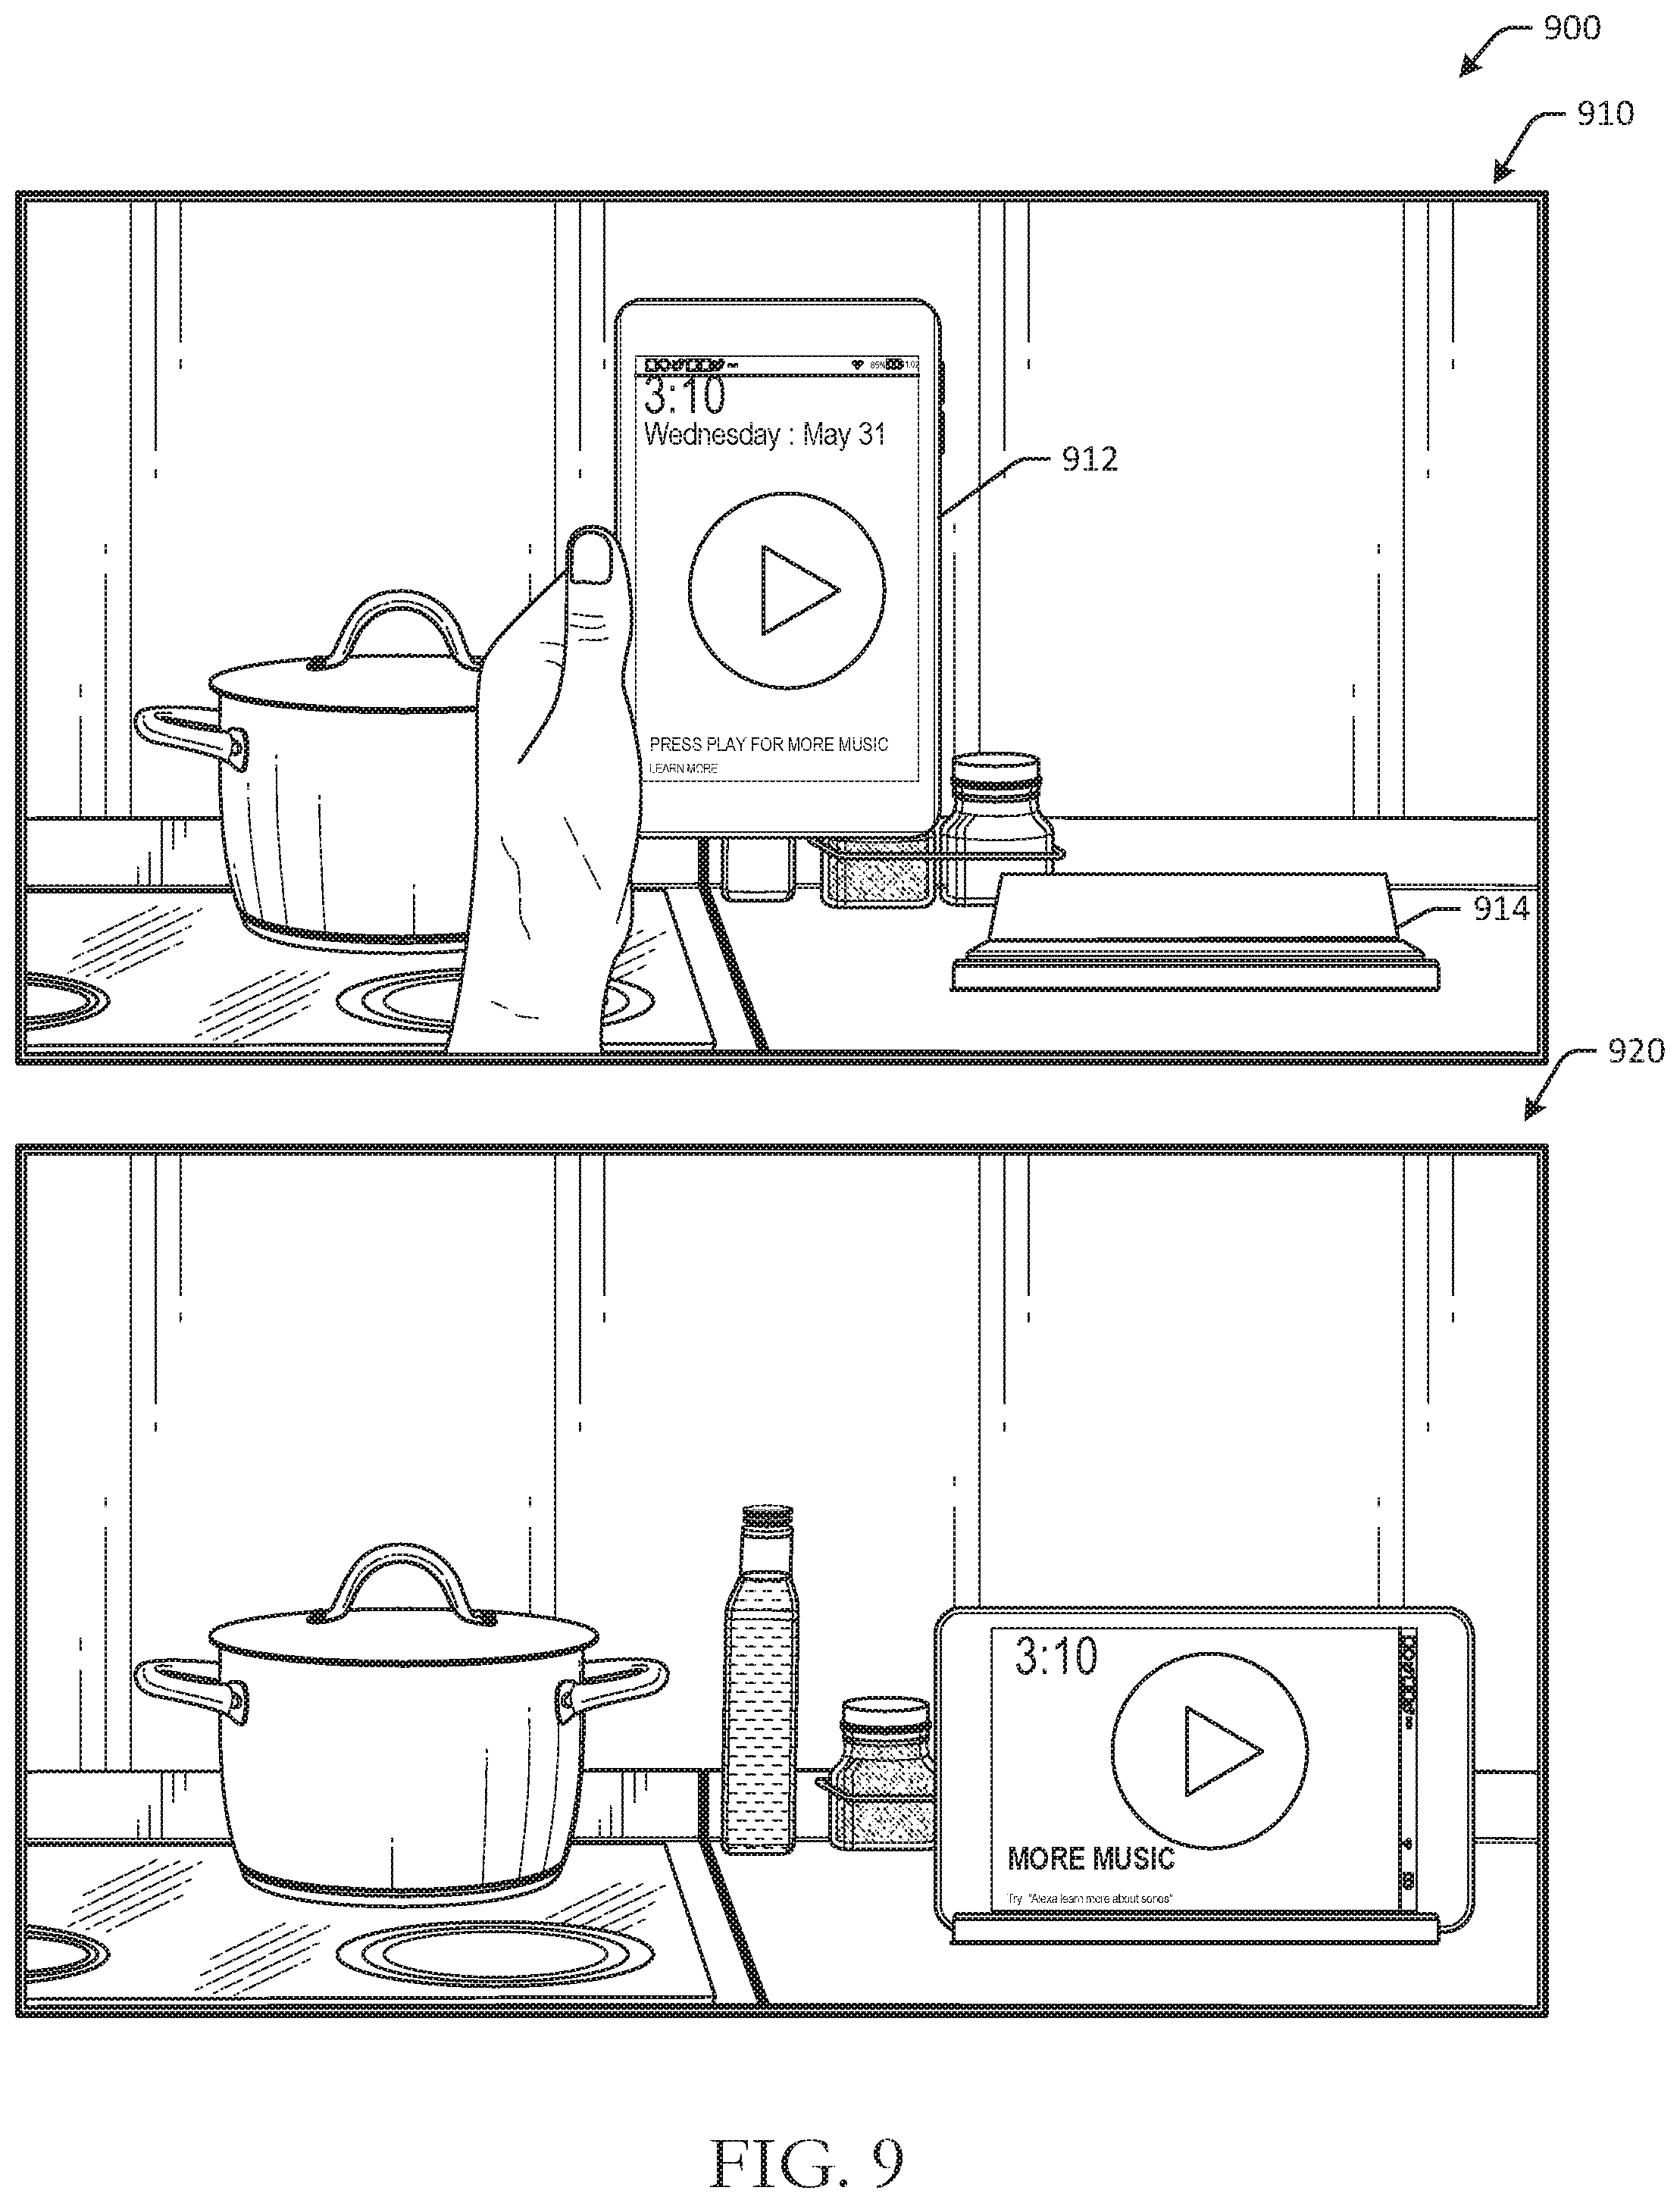 900
910
3:10
Wednesday : May 31
912
PRESS PLAY FOR MORE MUSIC
LEARN MORE
914
920
3:10
MORE MUSIC
Try "Alexa learn more about sonos"
FIG. 9